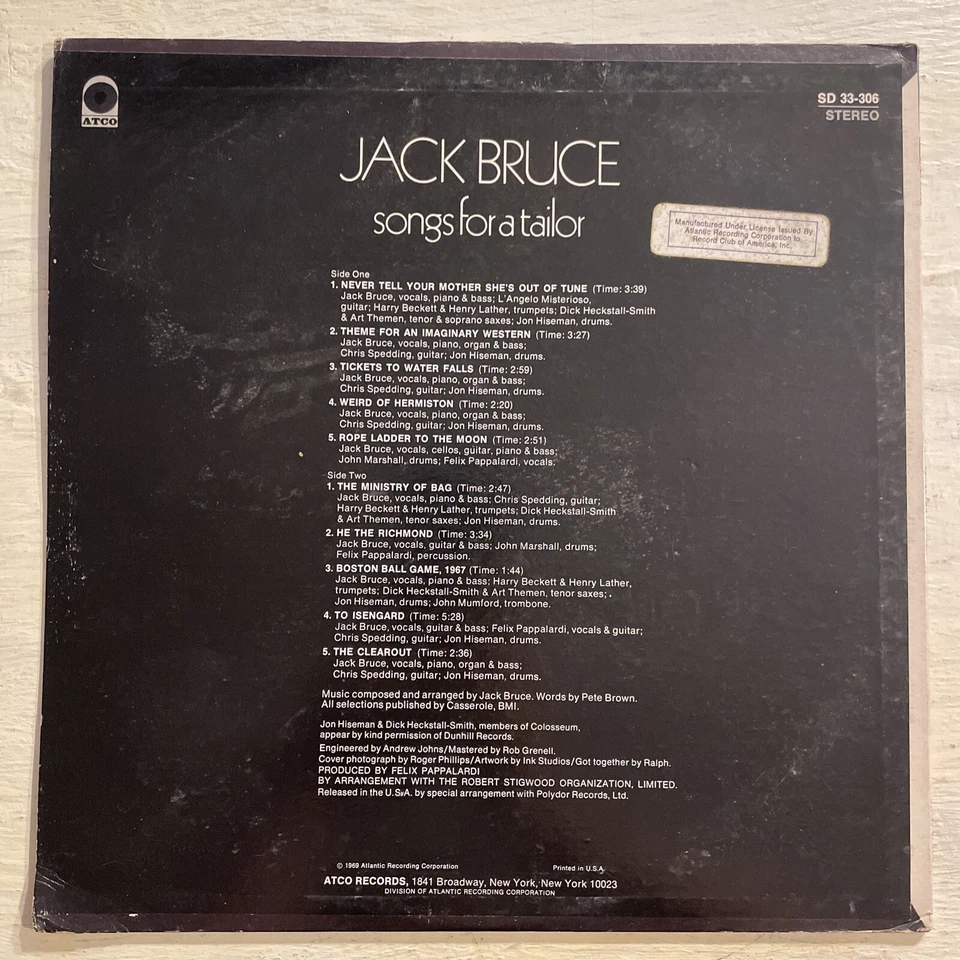 ATCO
SD 33-306
STEREO
JACK BRUCE
songs for a tailor
Manufactured Under License Issued By
Atlantic Recording Corporation to
Record Club of America, Inc.
Side One
1. NEVER TELL YOUR MOTHER SHE'S OUT OF TUNE (Time: 3:39)
Jack Bruce, vocals, piano & bass; L'Angelo Misterioso,
guitar; Harry Beckett & Henry Lather, trumpets; Dick Heckstall-Smith
& Art Themen, tenor & soprano saxes; Jon Hiseman, drums.
2. THEME FOR AN IMAGINARY WESTERN (Time: 3:27)
Jack Bruce, vocals, piano, organ & bass;
Chris Spedding, guitar; Jon Hiseman, drums.
3. TICKETS TO WATER FALLS (Time: 2:59)
Jack Bruce, vocals, piano, organ & bass;
Chris Spedding, guitar; Jon Hiseman, drums.
4. WEIRD OF HERMISTON (Time: 2:20)
Jack Bruce, vocals, piano, organ & bass;
Chris Spedding, guitar; Jon Hiseman, drums.
5. ROPE LADDER TO THE MOON (Time: 2:51)
Jack Bruce, vocals, cellos, guitar, piano & bass;
John Marshall, drums; Felix Pappalardi, vocals.
Side Two
1. THE MINISTRY OF BAG (Time: 2:47)
Jack Bruce, vocals, piano & bass; Chris Spedding, guitar;
Harry Beckett & Henry Lather, trumpets; Dick Heckstall-Smith
& Art Themen, tenor saxes; Jon Hiseman, drums.
2. HE THE RICHMOND (Time: 3:34)
Jack Bruce, vocals, guitar & bass; John Marshall, drums;
Felix Pappalardi, percussion.
3. BOSTON BALL GAME, 1967 (Time: 1:44)
Jack Bruce, vocals, piano & bass; Harry Beckett & Henry Lather,
trumpets; Dick Heckstall-Smith & Art Themen, tenor saxes;
Jon Hiseman, drums; John Mumford, trombone.
4. TO ISENGARD (Time: 5:28)
Jack Bruce, vocals, guitar & bass; Felix Pappalardi, vocals & guitar;
Chris Spedding, guitar; Jon Hiseman, drums.
5. THE CLEAROUT (Time: 2:36)
Jack Bruce, vocals, piano, organ & bass;
Chris Spedding, guitar; Jon Hiseman, drums.
Music composed and arranged by Jack Bruce. Words by Pete Brown.
All selections published by Casserole, BMI.
Jon Hiseman & Dick Heckstall-Smith, members of Colosseum,
appear by kind permission of Dunhill Records.
Engineered by Andrew Johns/Mastered by Rob Grenell.
Cover photograph by Roger Phillips/Artwork by Ink Studios/Got together by Ralph.
PRODUCED BY FELIX PAPPALARDI
BY ARRANGEMENT WITH THE ROBERT STIGWOOD ORGANIZATION, LIMITED.
Released in the U.S.A. by special arrangement with Polydor Records, Ltd.
© 1969 Atlantic Recording Corporation
Printed in U.S.A.
ATCO RECORDS, 1841 Broadway, New York, New York 10023
DIVISION OF ATLANTIC RECORDING CORPORATION